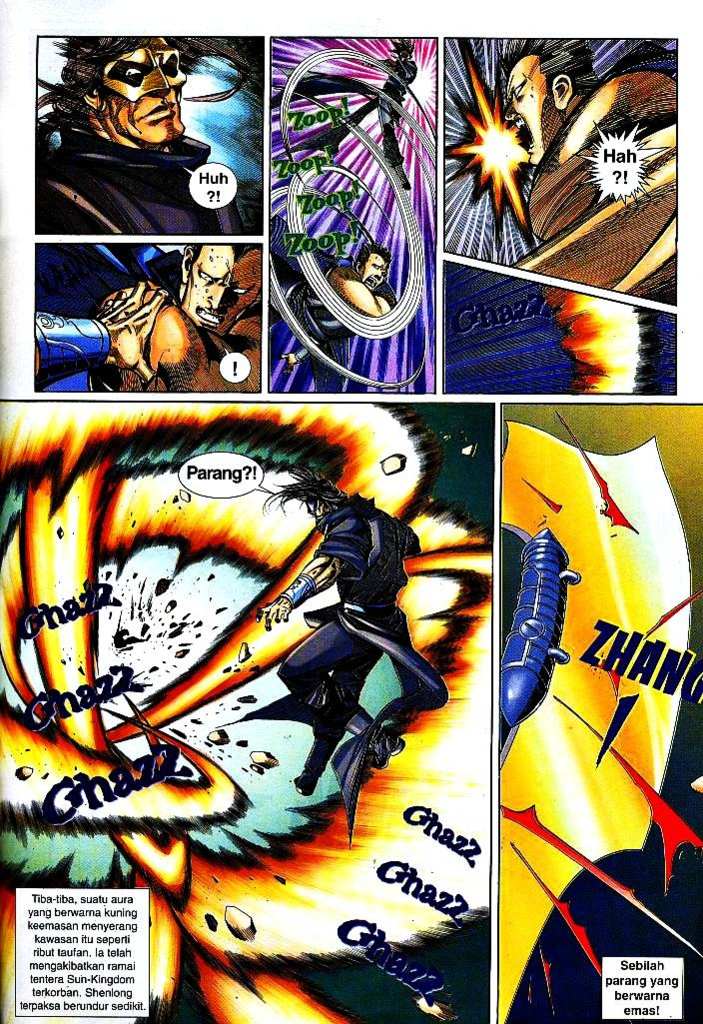 Huh
?!
Zoop!
Zoop!
Zoop!
Zoop!
Hah
?!
!
Ghazz
Parang?!
Ghazz
Ghazz
Ghazz
Ghazz
Ghazz
Ghazz
ZHANG
!
Tiba-tiba, suatu aura
yang berwarna kuning
keemasan menyerang
kawasan itu seperti
ribut taufan. Ia telah
mengakibatkan ramai
tentera Sun-Kingdom
terkorban. Shenlong
terpaksa berundur sedikit.
Sebilah
parang yang
berwarna
emas!